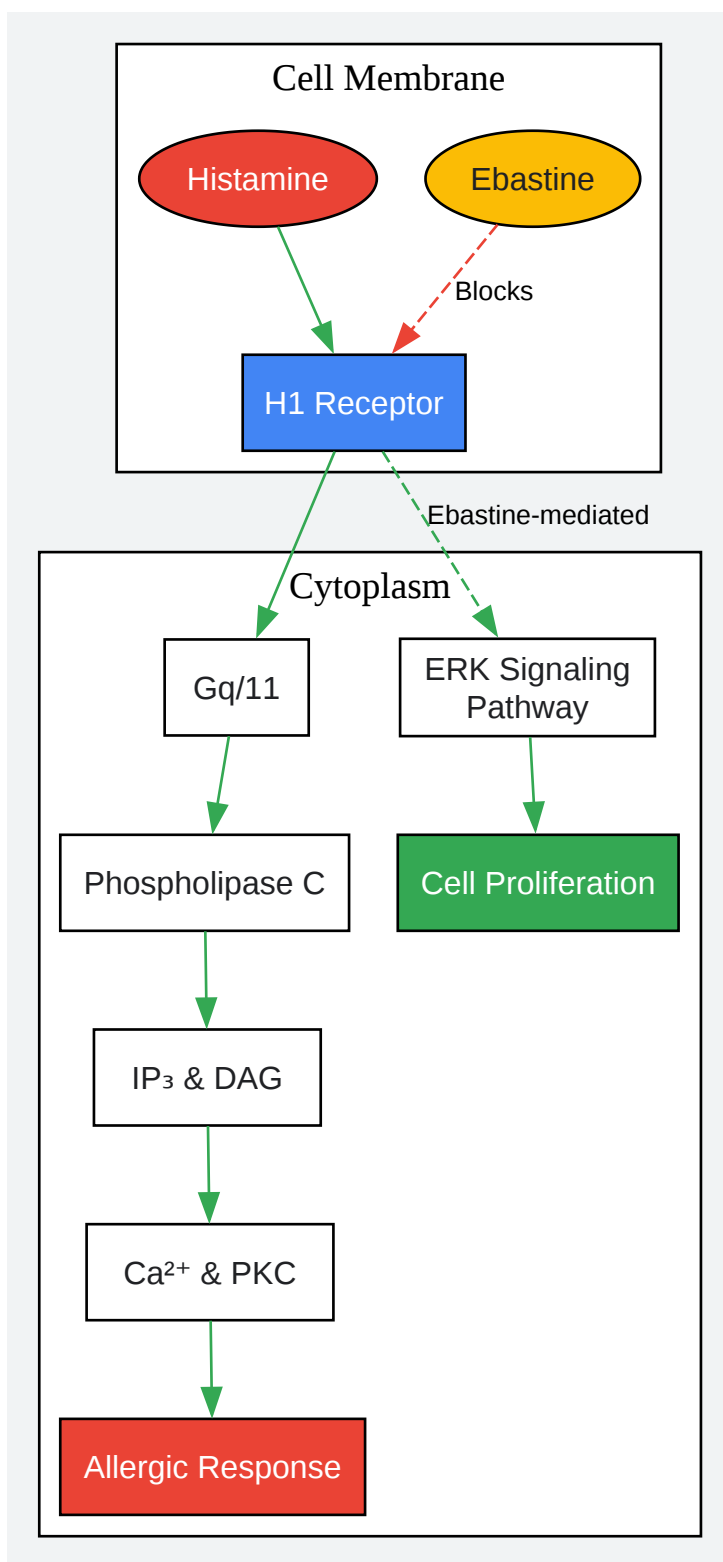 Cell Membrane
Histamine
Ebastine
Blocks
H1 Receptor
Ebastine-mediated
Cytoplasm
Gq/11
ERK Signaling
Pathway
Phospholipase C
Cell Proliferation
IP₃ & DAG
Ca²⁺ & PKC
Allergic Response